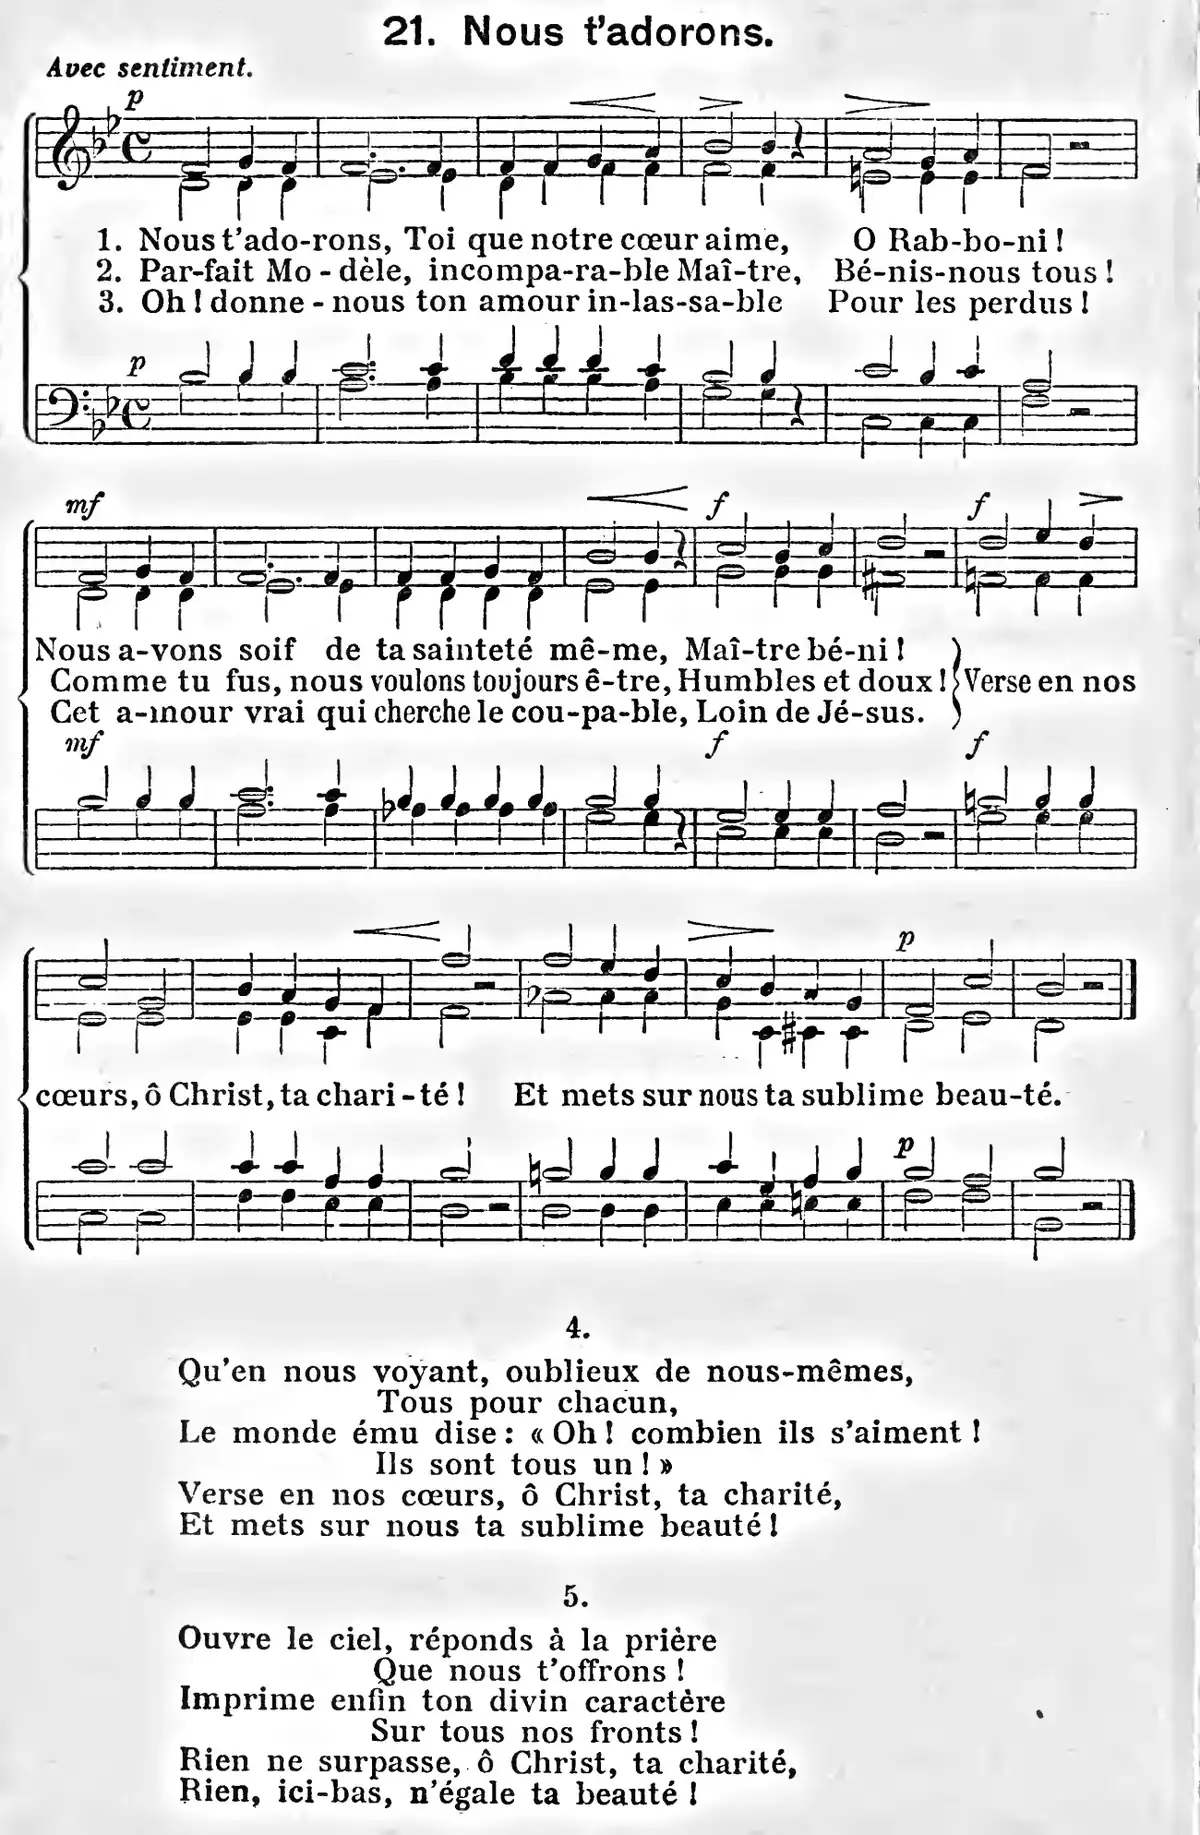 21. Nous t'adorons.
Avec sentiment.
p
1. Nous t'ado-rons, Toi que notre cœur aime, O Rab-bo-ni !
2. Par-fait Mo - dèle, incompa-ra-ble Maî-tre, Bé-nis-nous tous !
3. Oh ! donne - nous ton amour in-las-sa-ble Pour les perdus !
p
mf f f
Nous a-vons soif de ta sainteté mê-me, Maî-tre bé-ni !
Comme tu fus, nous voulons toujours ê-tre, Humbles et doux ! Verse en nos
Cet a-mour vrai qui cherche le cou-pa-ble, Loin de Jé-sus.
mf f f
p
cœurs, ô Christ, ta chari - té ! Et mets sur nous ta sublime beau-té.
p
4.
Qu'en nous voyant, oublieux de nous-mêmes,
Tous pour chacun,
Le monde ému dise : « Oh ! combien ils s'aiment !
Ils sont tous un ! »
Verse en nos cœurs, ô Christ, ta charité,
Et mets sur nous ta sublime beauté !
5.
Ouvre le ciel, réponds à la prière
Que nous t'offrons !
Imprime enfin ton divin caractère
Sur tous nos fronts !
Rien ne surpasse, ô Christ, ta charité,
Rien, ici-bas, n'égale ta beauté !